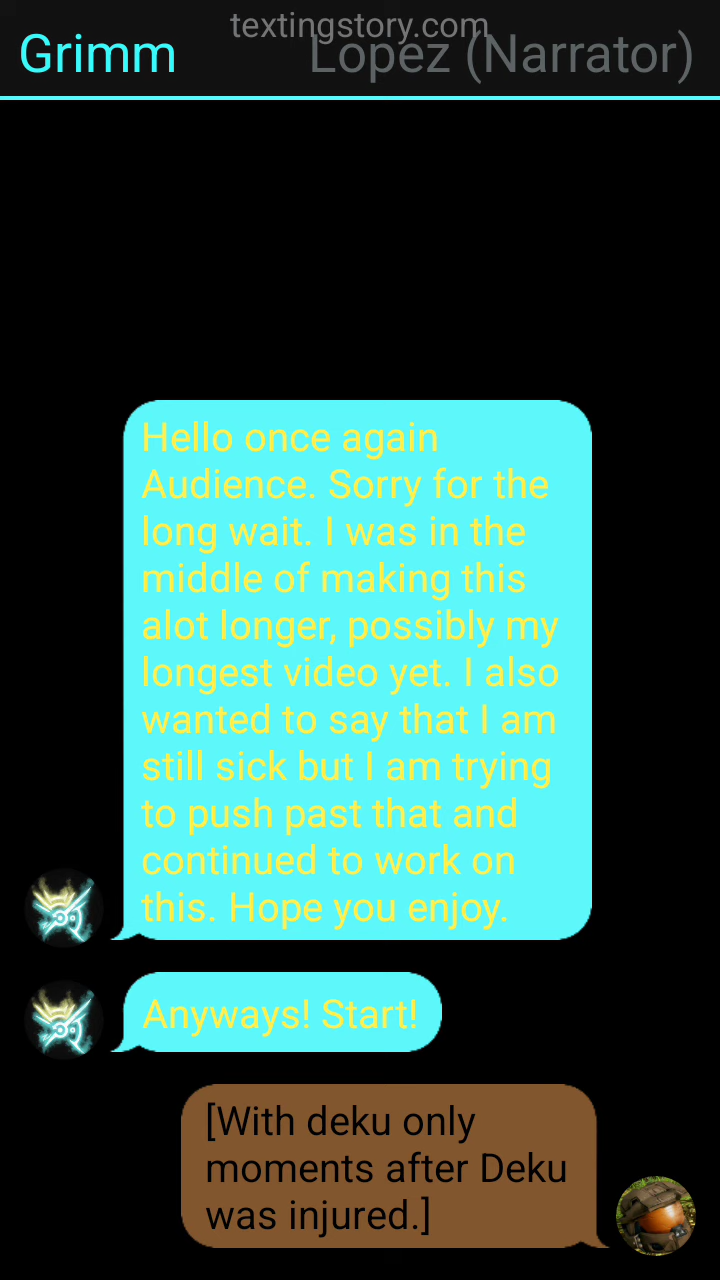 textingstory.com
Grimm
Lopez (Narrator)
Hello once again
Audience. Sorry for the
long wait. I was in the
middle of making this
alot longer, possibly my
longest video yet. I also
wanted to say that I am
still sick but I am trying
to push past that and
continued to work on
this. Hope you enjoy.
Anyways! Start!
[With deku only
moments after Deku
was injured.]